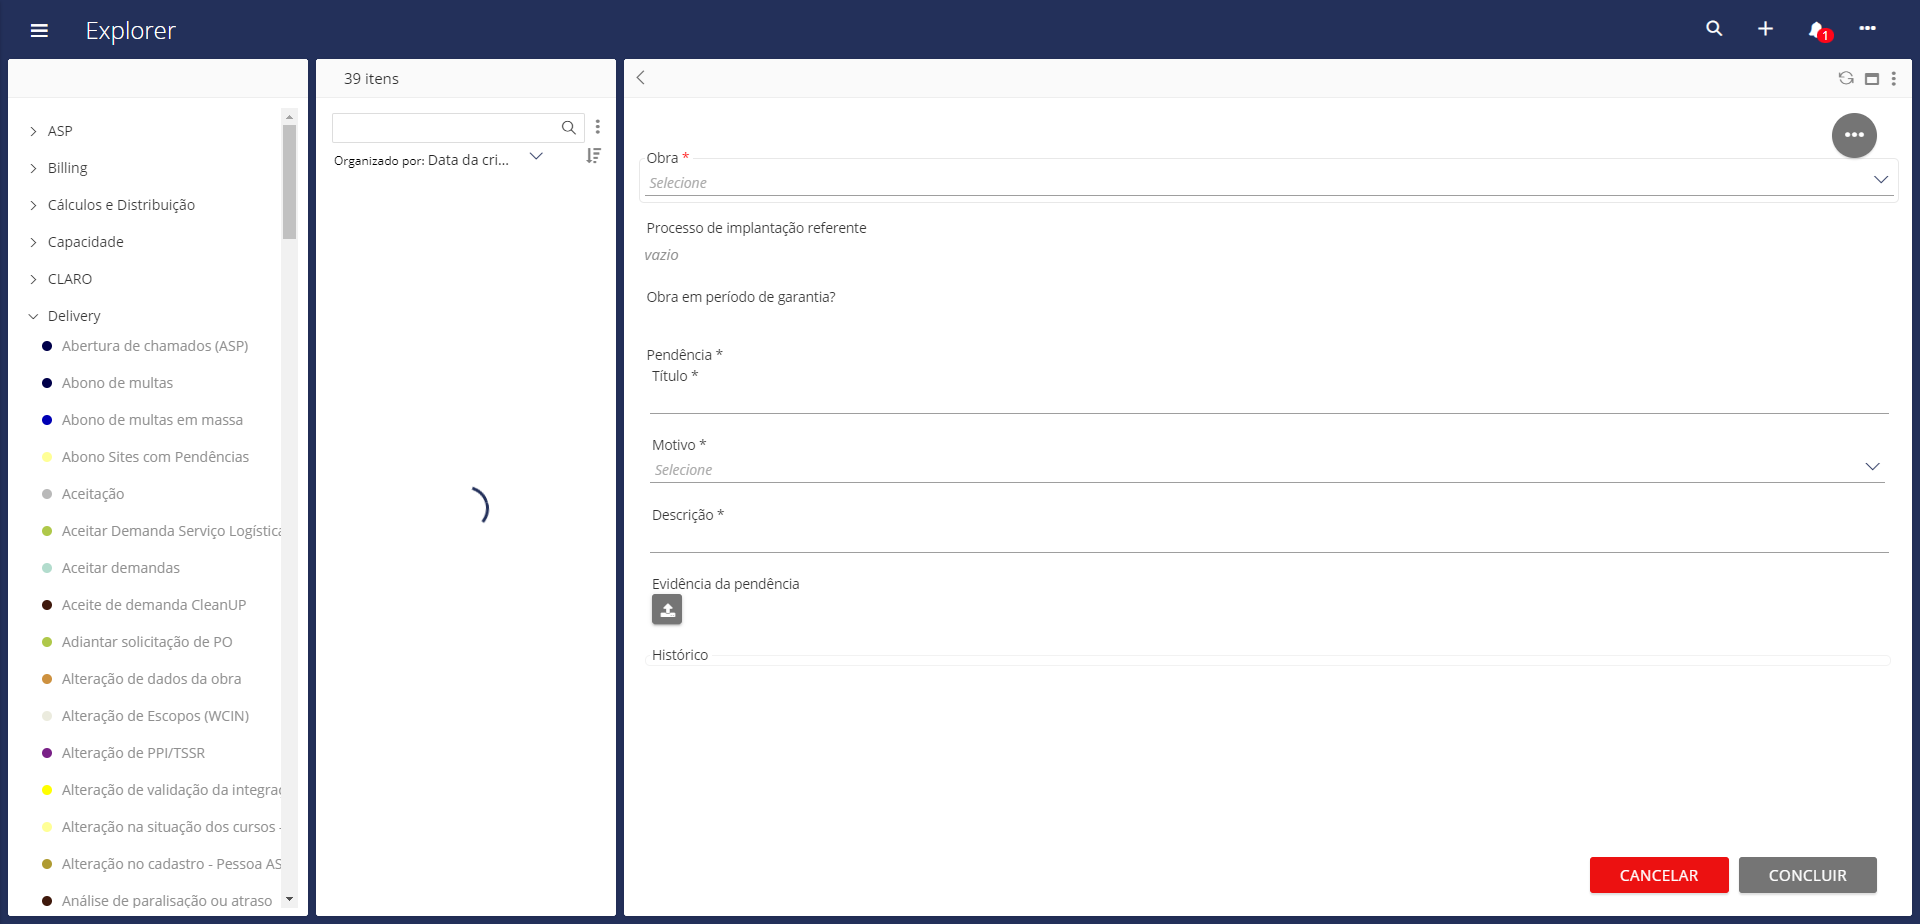 Explorer
1
ASP
Billing
Cálculos e Distribuição
Capacidade
CLARO
Delivery
Abertura de chamados (ASP)
Abono de multas
Abono de multas em massa
Abono Sites com Pendências
Aceitação
Aceitar Demanda Serviço Logística
Aceitar demandas
Aceite de demanda CleanUP
Adiantar solicitação de PO
Alteração de dados da obra
Alteração de Escopos (WCIN)
Alteração de PPI/TSSR
Alteração de validação da integrac
Alteração na situação dos cursos -
Alteração no cadastro - Pessoa AS
Análise de paralisação ou atraso
39 itens
Organizado por: Data da cri...
Obra *
Selecione
Processo de implantação referente
vazio
Obra em período de garantia?
Pendência *
Título *
Motivo *
Selecione
Descrição *
Evidência da pendência
Histórico
CANCELAR
CONCLUIR